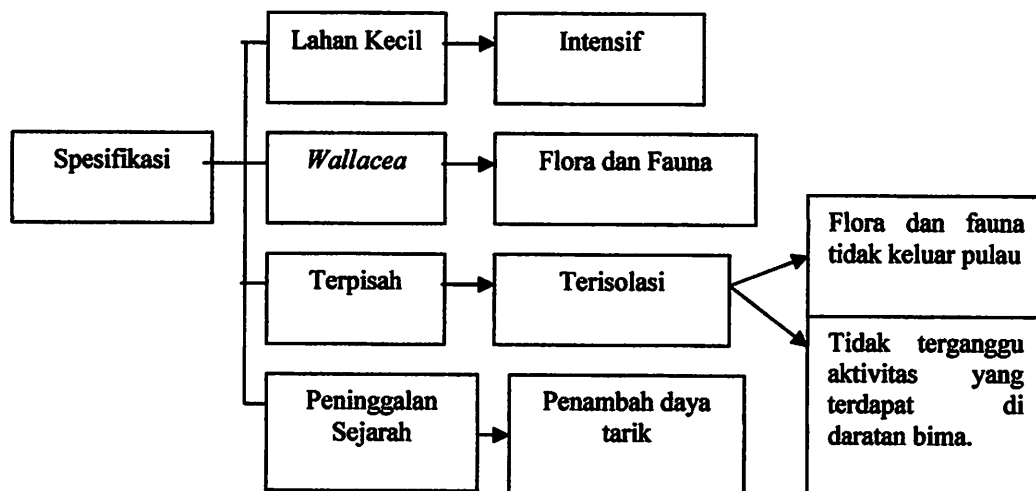 Lahan Kecil
Intensif
Spesifikasi
Wallacea
Flora dan Fauna
Terpisah
Terisolasi
Flora dan fauna
tidak keluar pulau
Tidak terganggu
aktivitas yang
terdapat di
daratan bima.
Peninggalan
Sejarah
Penambah daya
tarik